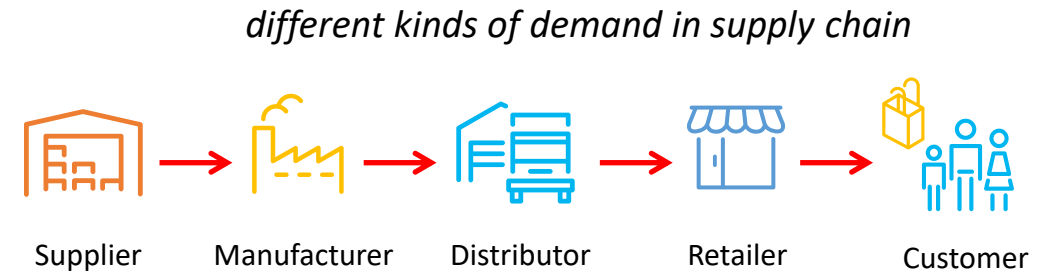 different kinds of demand in supply chain
Supplier
Manufacturer
Distributor
Retailer
Customer